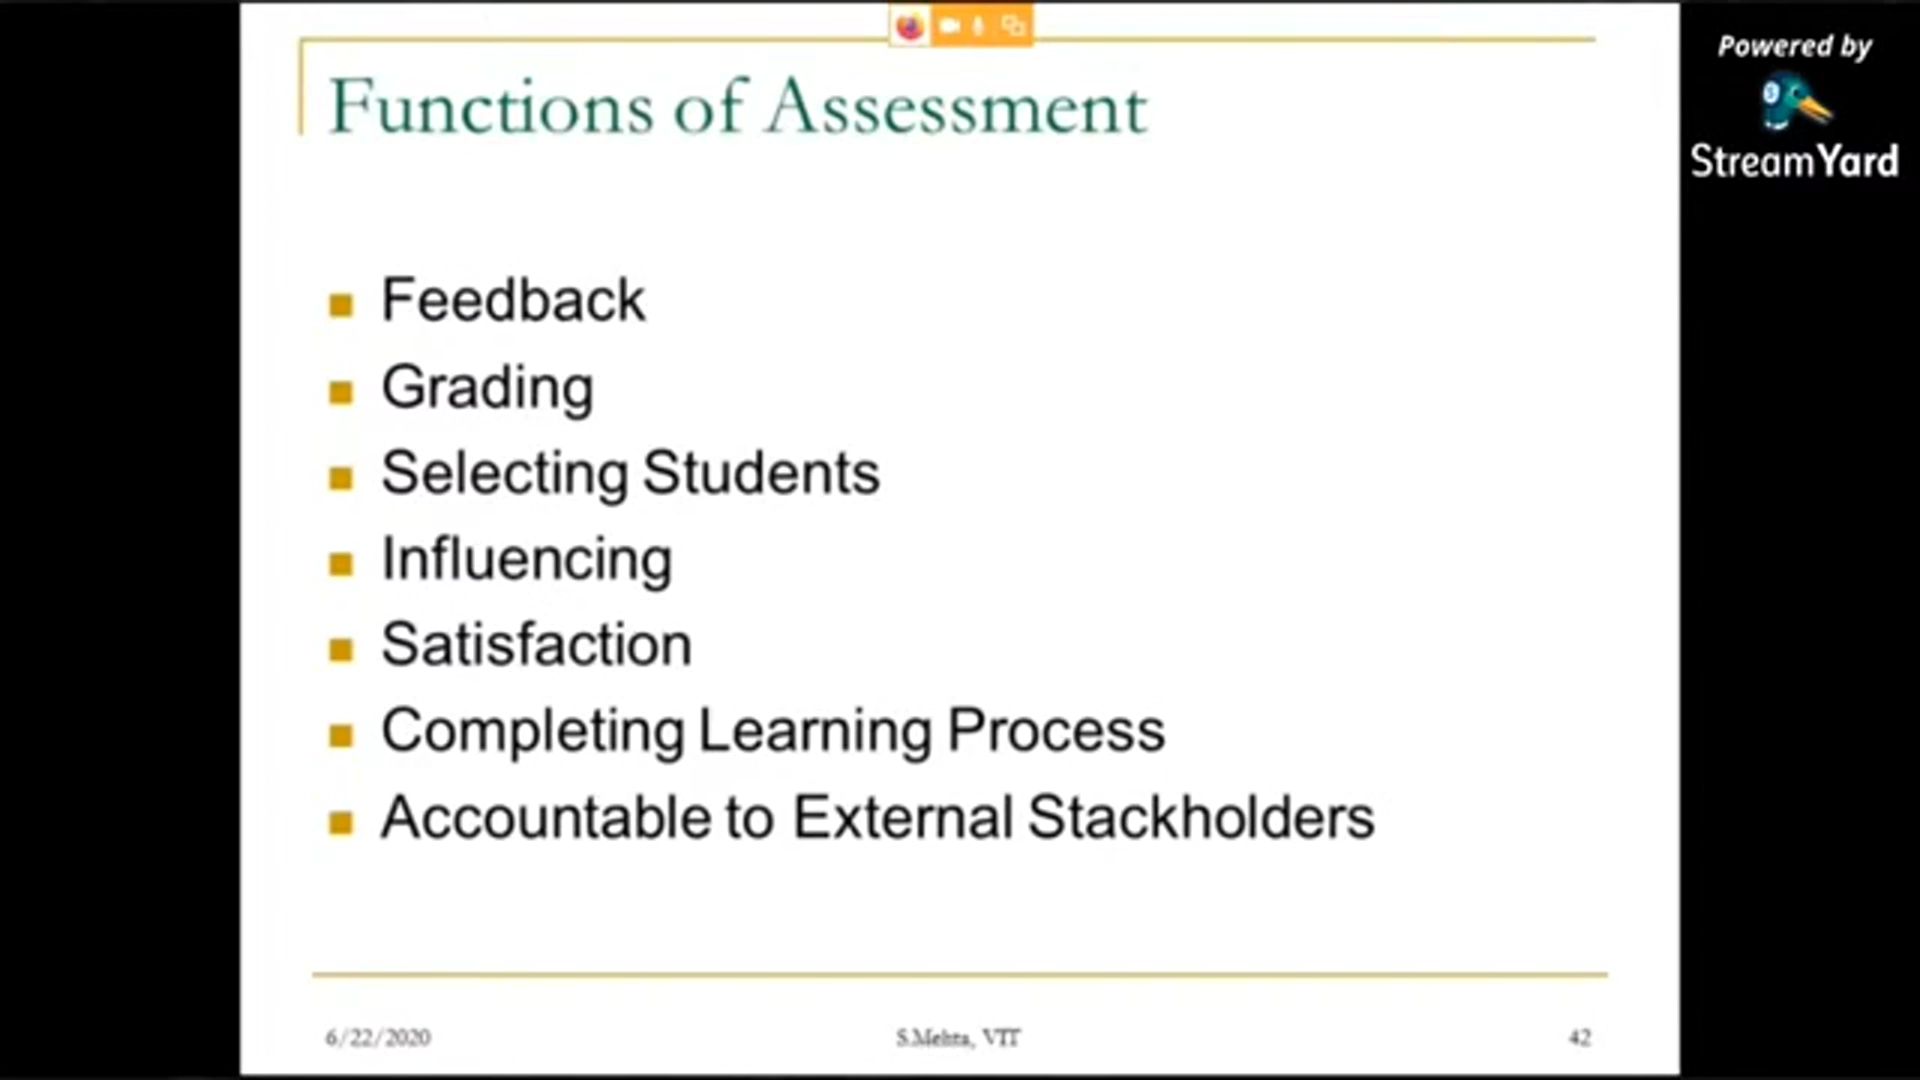 Functions of Assessment
Feedback
Grading
Selecting Students
Influencing
Satisfaction
Completing Learning Process
Accountable to External Stackholders
6/22/2020
S.Mehta, VIT
42
Powered by
StreamYard